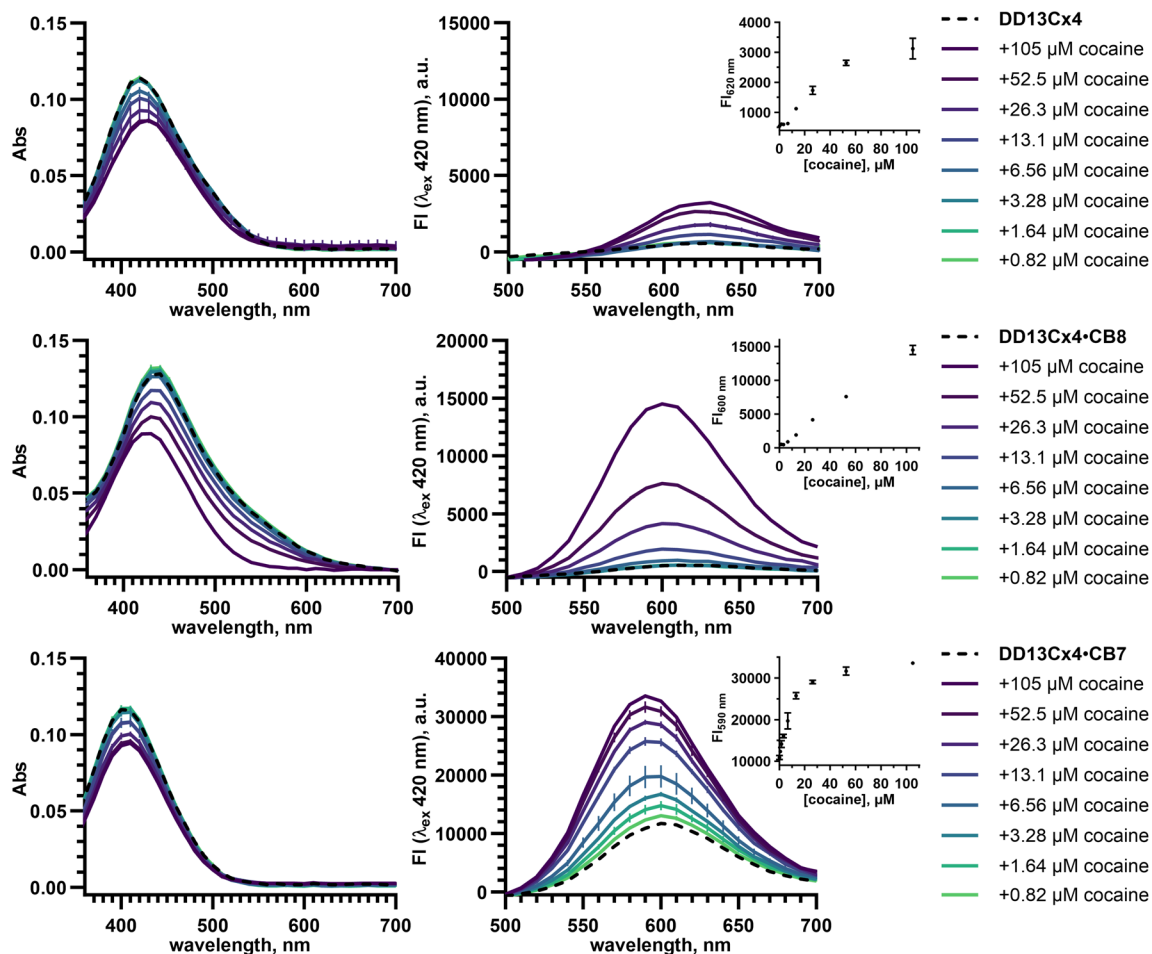 0.15
0.10
0.05
0.00
Abs
400
500
600
700
wavelength, nm
15000
10000
5000
0
FI (λex 420 nm), a.u.
500
550
600
650
700
wavelength, nm
4000
3000
2000
1000
FI620 nm
0
20
40
60
80
100
[cocaine], μM
DD13Cx4
+105 μM cocaine
+52.5 μM cocaine
+26.3 μM cocaine
+13.1 μM cocaine
+6.56 μM cocaine
+3.28 μM cocaine
+1.64 μM cocaine
+0.82 μM cocaine
0.15
0.10
0.05
0.00
Abs
400
500
600
700
wavelength, nm
20000
15000
10000
5000
0
FI (λex 420 nm), a.u.
500
550
600
650
700
wavelength, nm
15000
10000
5000
0
FI600 nm
0
20
40
60
80
100
[cocaine], μM
DD13Cx4•CB8
+105 μM cocaine
+52.5 μM cocaine
+26.3 μM cocaine
+13.1 μM cocaine
+6.56 μM cocaine
+3.28 μM cocaine
+1.64 μM cocaine
+0.82 μM cocaine
0.15
0.10
0.05
0.00
Abs
400
500
600
700
wavelength, nm
40000
30000
20000
10000
0
FI (λex 420 nm), a.u.
500
550
600
650
700
wavelength, nm
30000
20000
10000
FI590 nm
0
20
40
60
80
100
[cocaine], μM
DD13Cx4•CB7
+105 μM cocaine
+52.5 μM cocaine
+26.3 μM cocaine
+13.1 μM cocaine
+6.56 μM cocaine
+3.28 μM cocaine
+1.64 μM cocaine
+0.82 μM cocaine